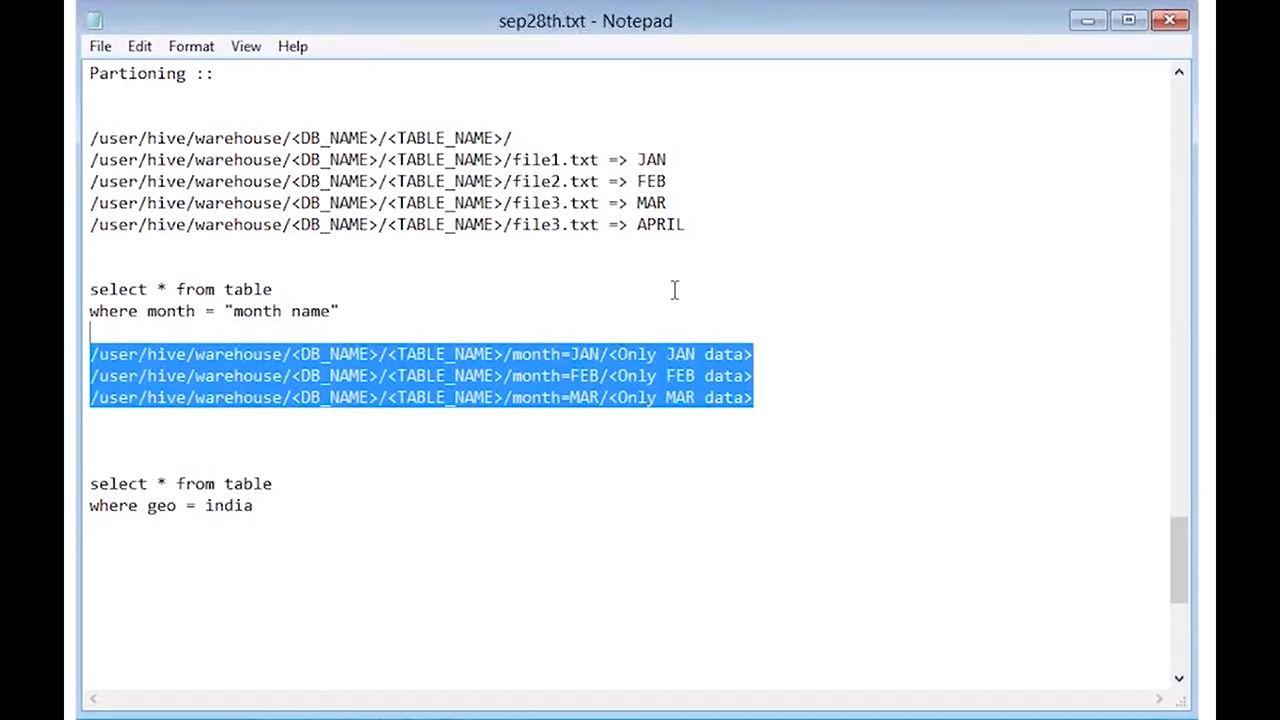 sep28th.txt - Notepad
File Edit Format View Help
Partioning ::
/user/hive/warehouse/<DB_NAME>/<TABLE_NAME>/
/user/hive/warehouse/<DB_NAME>/<TABLE_NAME>/file1.txt => JAN
/user/hive/warehouse/<DB_NAME>/<TABLE_NAME>/file2.txt => FEB
/user/hive/warehouse/<DB_NAME>/<TABLE_NAME>/file3.txt => MAR
/user/hive/warehouse/<DB_NAME>/<TABLE_NAME>/file3.txt => APRIL
select * from table
where month = "month name"
/user/hive/warehouse/<DB_NAME>/<TABLE_NAME>/month=JAN/<Only JAN data>
/user/hive/warehouse/<DB_NAME>/<TABLE_NAME>/month=FEB/<Only FEB data>
/user/hive/warehouse/<DB_NAME>/<TABLE_NAME>/month=MAR/<Only MAR data>
select * from table
where geo = india